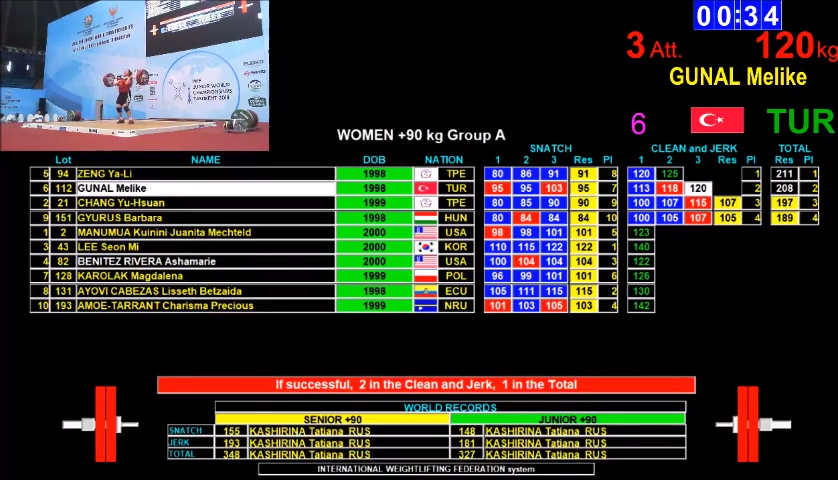 00:34
3 Att. 120kg
GUNAL Melike
6 TUR
IWF
JUNIOR WORLD
CHAMPIONSHIPS
TASHKENT 2018
WOMEN +90 kg Group A
SNATCH CLEAN and JERK TOTAL
Lot NAME DOB NATION 1 2 3 Res Pl 1 2 3 Res Pl Res Pl
5 94 ZENG Ya-Li 1998 TPE 80 86 91 91 8 120 125 1 211 1
6 112 GUNAL Melike 1998 TUR 95 95 103 95 7 113 118 120 2 208 2
2 21 CHANG Yu-Hsuan 1999 TPE 80 85 90 90 9 100 107 115 107 3 197 3
9 151 GYURUS Barbara 1998 HUN 80 84 84 84 10 100 105 107 105 4 189 4
1 2 MANUMUA Kuinini Juanita Mechteld 2000 USA 98 98 101 101 5 123
3 43 LEE Seon Mi 2000 KOR 110 115 122 122 1 140
4 82 BENITEZ RIVERA Ashamarie 2000 USA 100 104 104 104 3 122
7 128 KAROLAK Magdalena 1999 POL 96 99 101 101 6 126
8 131 AYOVI CABEZAS Lisseth Betzaida 1998 ECU 105 111 115 115 2 130
10 193 AMOE-TARRANT Charisma Precious 1999 NRU 101 103 105 103 4 142
If successful, 2 in the Clean and Jerk, 1 in the Total
WORLD RECORDS
SENIOR +90 JUNIOR +90
SNATCH 155 KASHIRINA Tatiana RUS 148 KASHIRINA Tatiana RUS
JERK 193 KASHIRINA Tatiana RUS 181 KASHIRINA Tatiana RUS
TOTAL 348 KASHIRINA Tatiana RUS 327 KASHIRINA Tatiana RUS
INTERNATIONAL WEIGHTLIFTING FEDERATION system